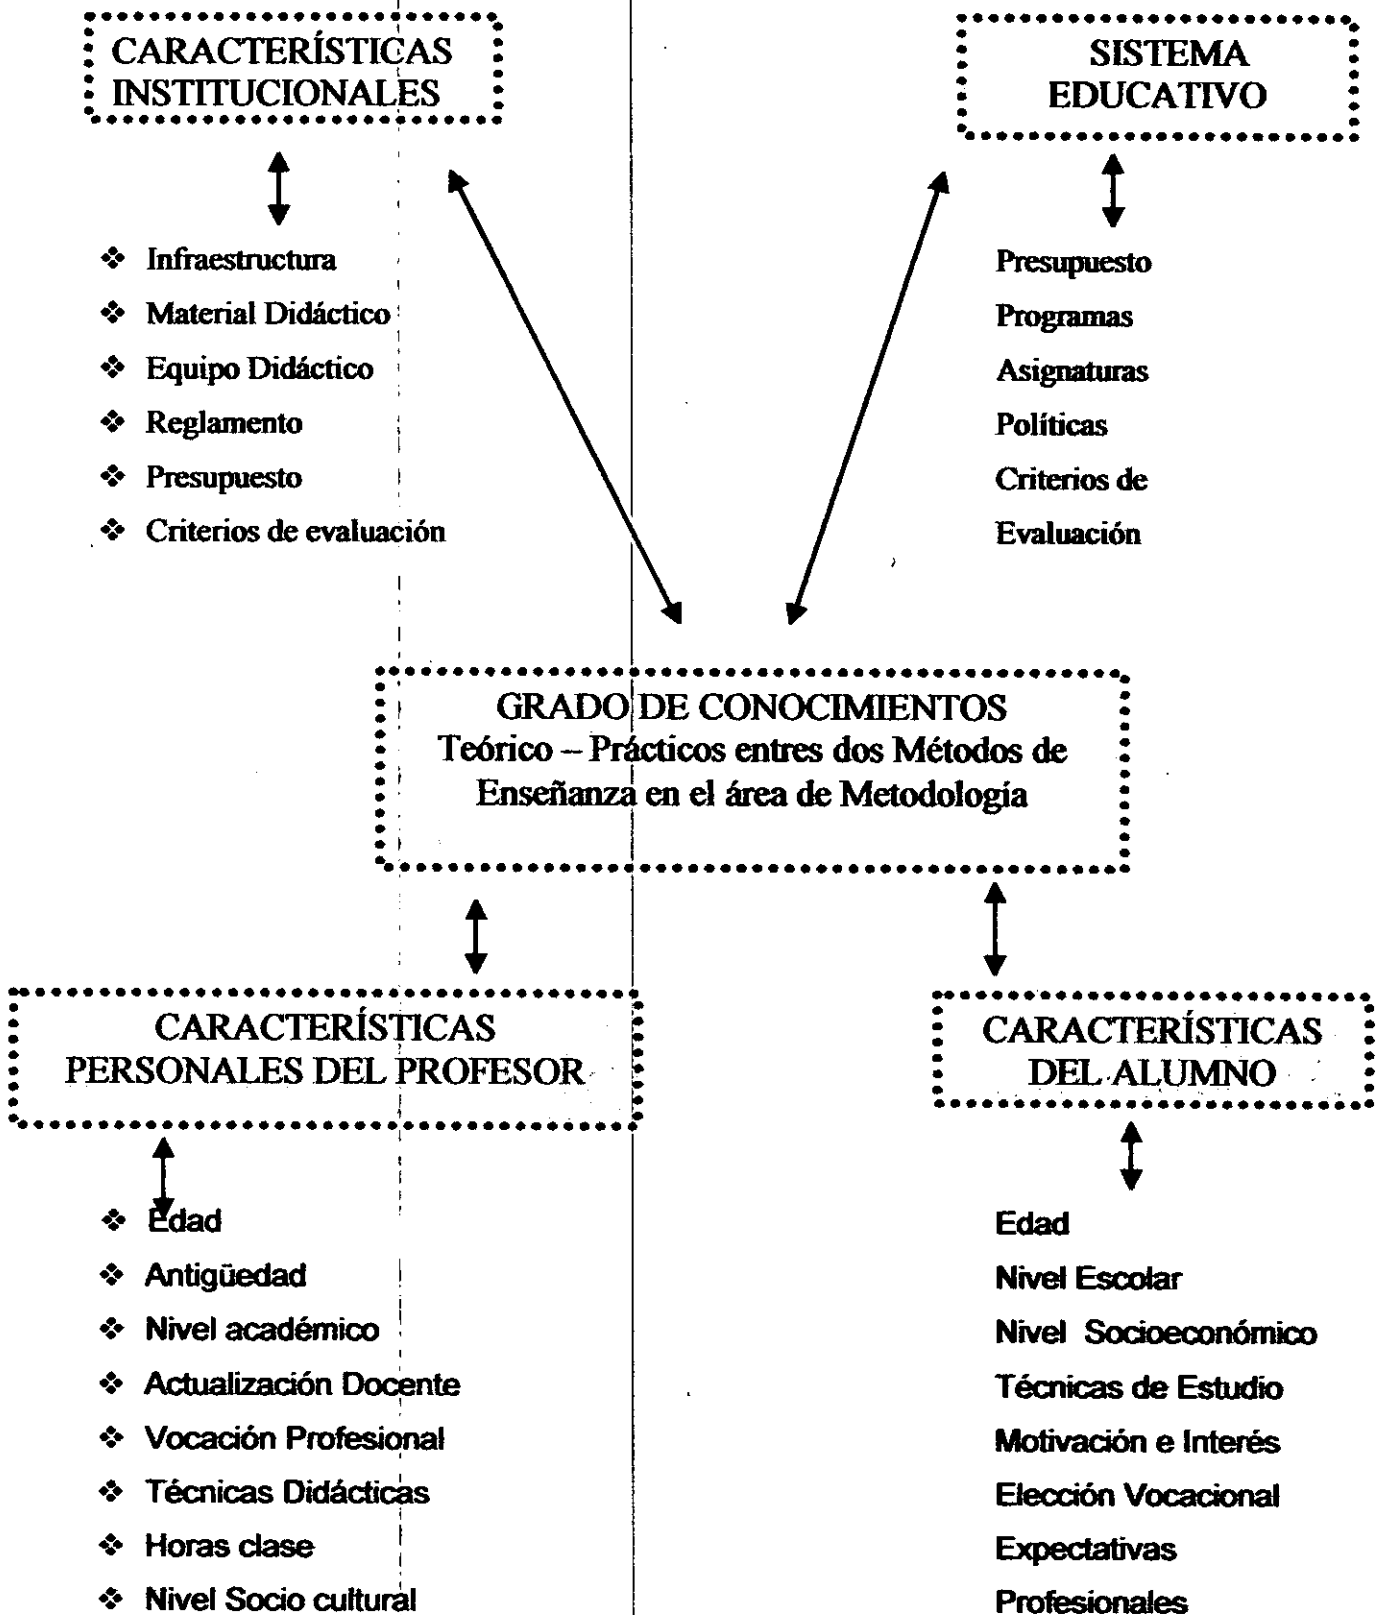 CARACTERÍSTICAS
INSTITUCIONALES
❖ Infraestructura
❖ Material Didáctico
❖ Equipo Didáctico
❖ Reglamento
❖ Presupuesto
❖ Criterios de evaluación
SISTEMA
EDUCATIVO
Presupuesto
Programas
Asignaturas
Políticas
Criterios de
Evaluación
GRADO DE CONOCIMIENTOS
Teórico – Prácticos entres dos Métodos de
Enseñanza en el área de Metodología
CARACTERÍSTICAS
PERSONALES DEL PROFESOR
❖ Edad
❖ Antigüedad
❖ Nivel académico
❖ Actualización Docente
❖ Vocación Profesional
❖ Técnicas Didácticas
❖ Horas clase
❖ Nivel Socio cultural
CARACTERÍSTICAS
DEL ALUMNO
Edad
Nivel Escolar
Nivel Socioeconómico
Técnicas de Estudio
Motivación e Interés
Elección Vocacional
Expectativas
Profesionales